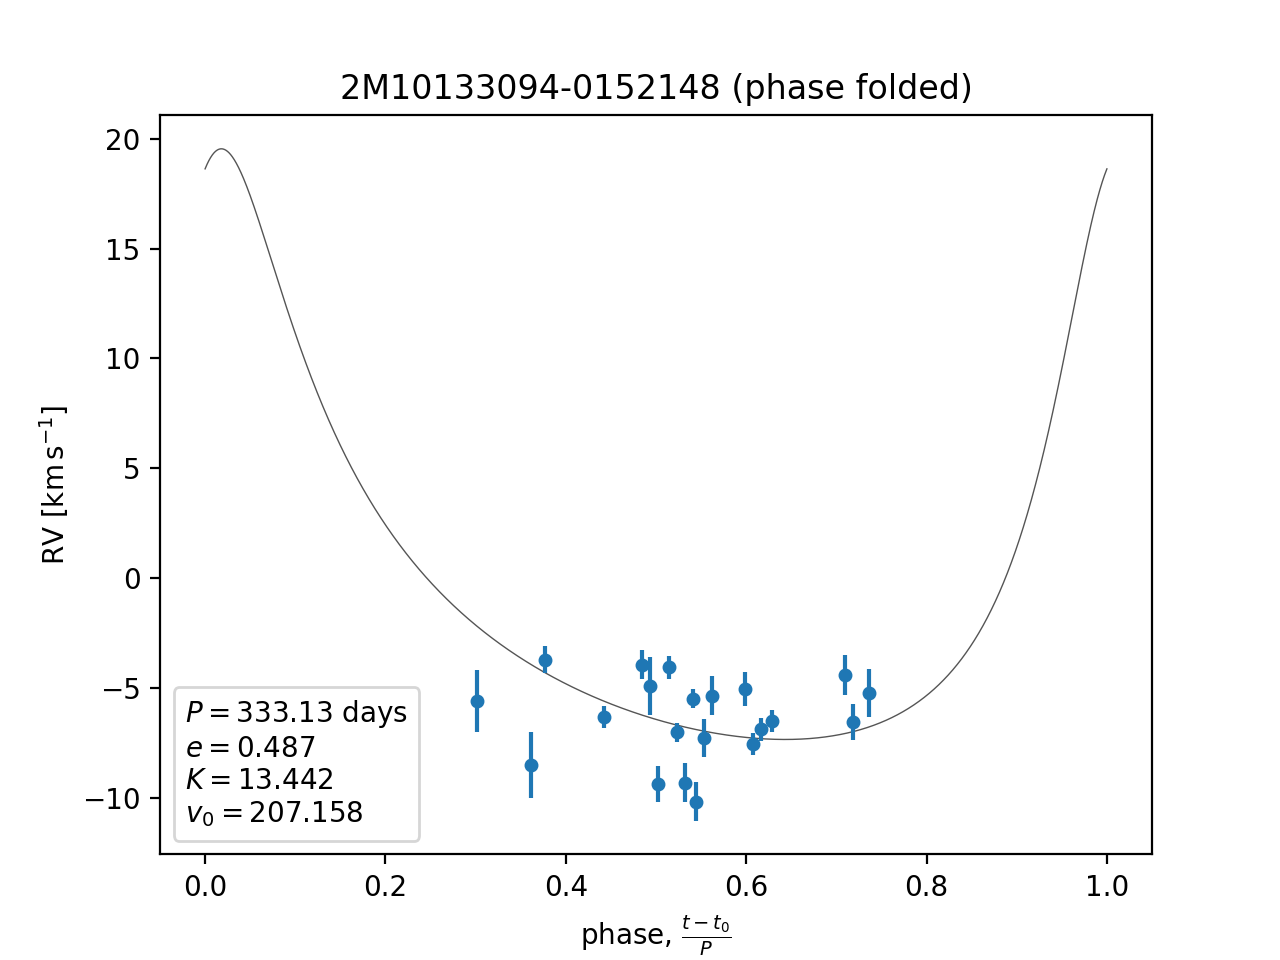 2M10133094-0152148 (phase folded)
20
15
10
5
0
−5
−10
RV [km s⁻¹]
P = 333.13 days
e = 0.487
K = 13.442
v₀ = 207.158
0.0 0.2 0.4 0.6 0.8 1.0
phase, (t − t₀)/P